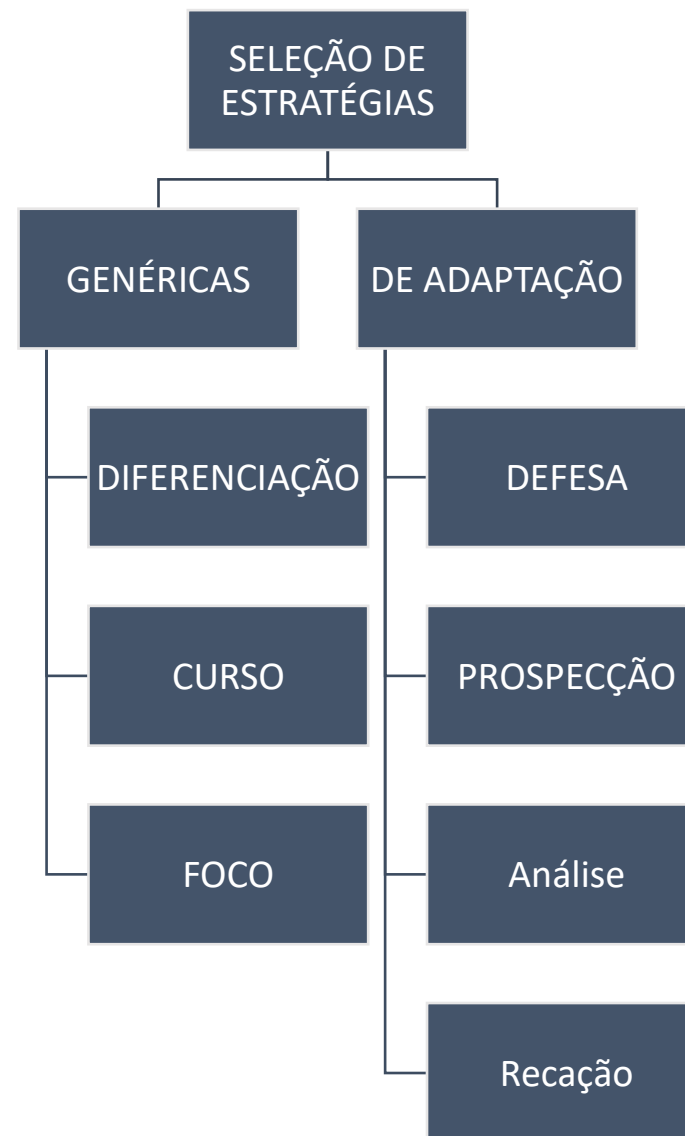 SELEÇÃO DE
ESTRATÉGIAS
GENÉRICAS
DE ADAPTAÇÃO
DIFERENCIAÇÃO
DEFESA
CURSO
PROSPECÇÃO
FOCO
Análise
Recação